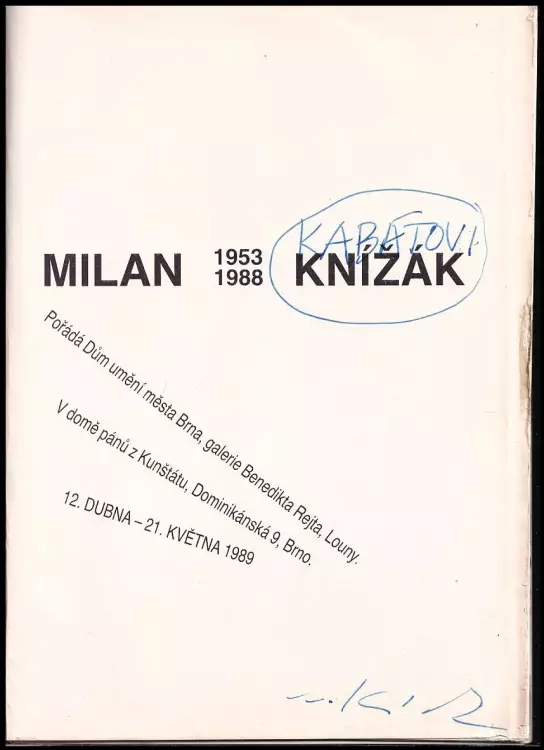 KABÁTOVI
MILAN 1953 1988 KNÍŽÁK
Pořádá Dům umění města Brna, galerie Benedikta Rejta, Louny.
V domě pánů z Kunštátu, Dominikánská 9, Brno.
12. DUBNA – 21. KVĚTNA 1989